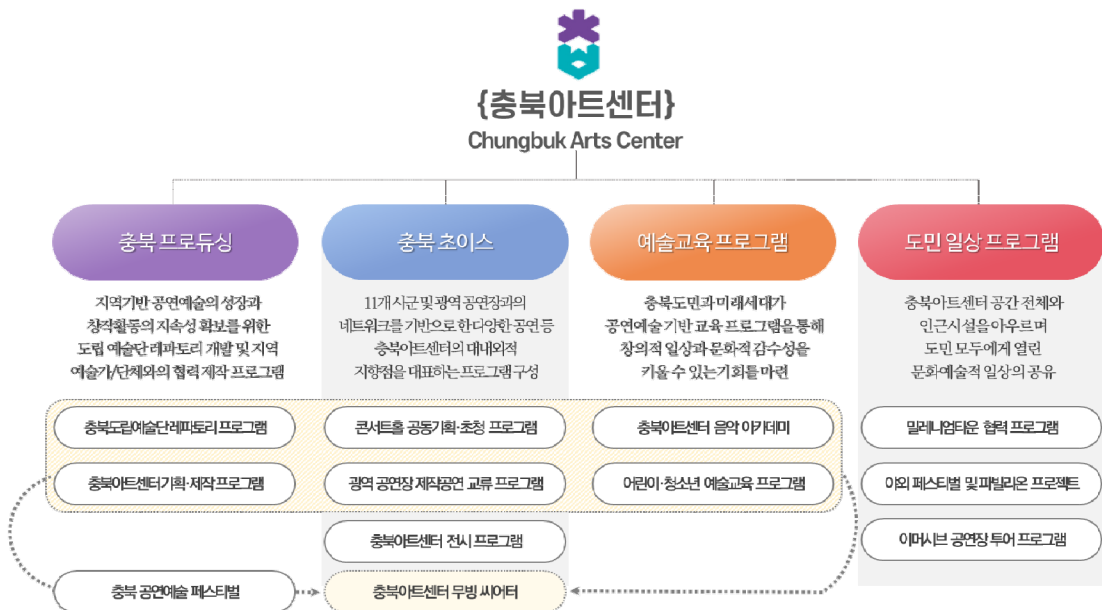 {충북아트센터}
Chungbuk Arts Center
충북 프로듀싱
지역기반 공연예술의 성장과
창작활동의 지속성 확보를 위한
도립 예술단 레파토리 개발 및 지역
예술가/단체와의 협력 제작 프로그램
충북도립예술단 레파토리 프로그램
충북아트센터 기획·제작 프로그램
충북 공연예술 페스티벌
충북 초이스
11개 시군 및 광역 공연장과의
네트워크를 기반으로 한 다양한 공연 등
충북아트센터의 대내외적
지향점을 대표하는 프로그램 구성
콘서트홀 공동기획·초청 프로그램
광역 공연장 제작공연 교류 프로그램
충북아트센터 전시 프로그램
충북아트센터 무빙 씨어터
예술교육 프로그램
충북도민과 미래세대가
공연예술 기반 교육 프로그램을 통해
창의적 일상과 문화적 감수성을
키울 수 있는 기회를 마련
충북아트센터 음악 아카데미
어린이·청소년 예술교육 프로그램
도민 일상 프로그램
충북아트센터 공간 전체와
인근시설을 아우르며
도민 모두에게 열린
문화예술적 일상의 공유
밀레니엄타운 협력 프로그램
야외 페스티벌 및 파빌리온 프로젝트
이머시브 공연장 투어 프로그램